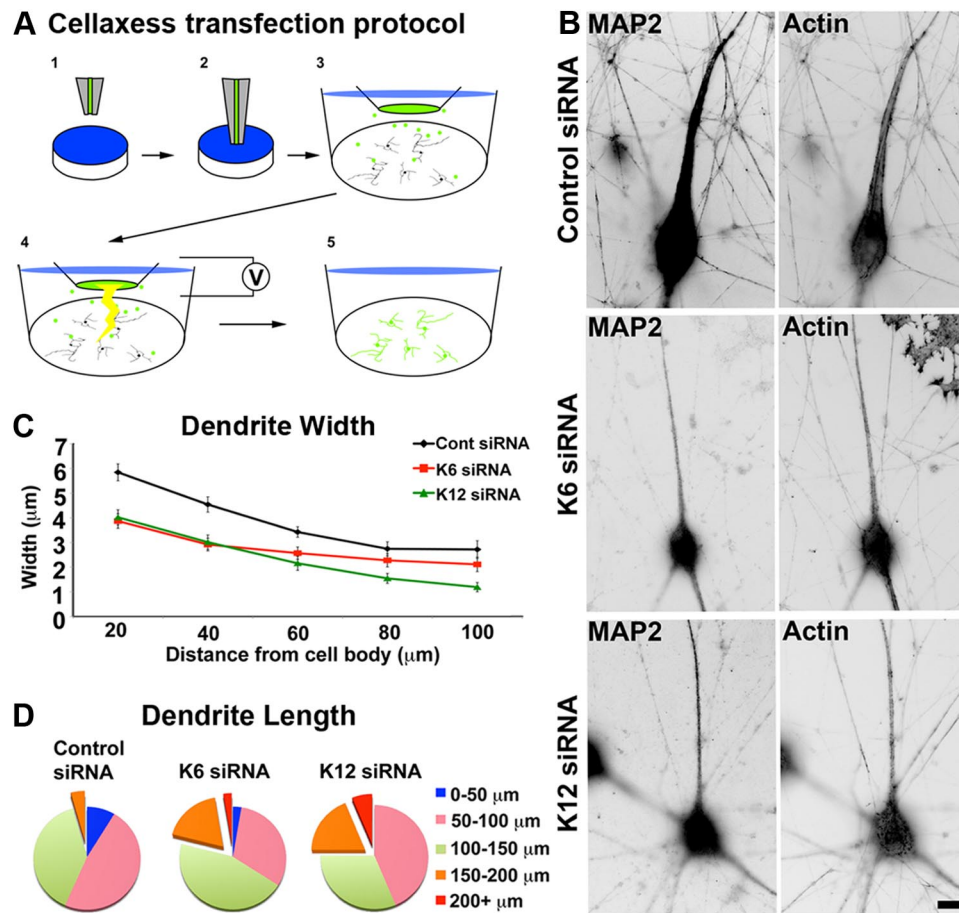 A Cellaxess transfection protocol
1
2
3
4
V
5
B
MAP2
Actin
Control siRNA
MAP2
Actin
K6 siRNA
MAP2
Actin
K12 siRNA
C
Dendrite Width
Cont siRNA
K6 siRNA
K12 siRNA
Width (μm)
7
6
5
4
3
2
1
0
20 40 60 80 100
Distance from cell body (μm)
D
Dendrite Length
Control
siRNA
K6 siRNA
K12 siRNA
0-50 μm
50-100 μm
100-150 μm
150-200 μm
200+ μm